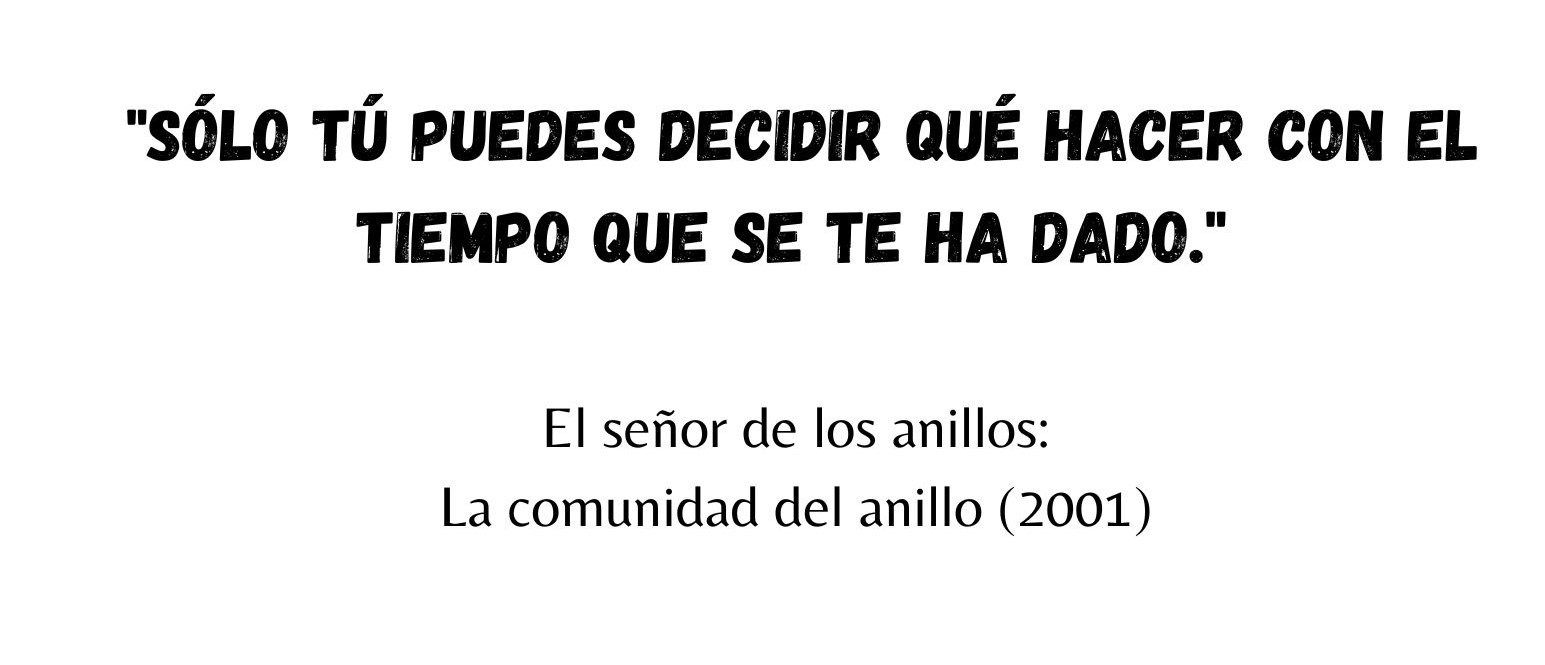 "SÓLO TÚ PUEDES DECIDIR QUÉ HACER CON EL
TIEMPO QUE SE TE HA DADO."
El señor de los anillos:
La comunidad del anillo (2001)